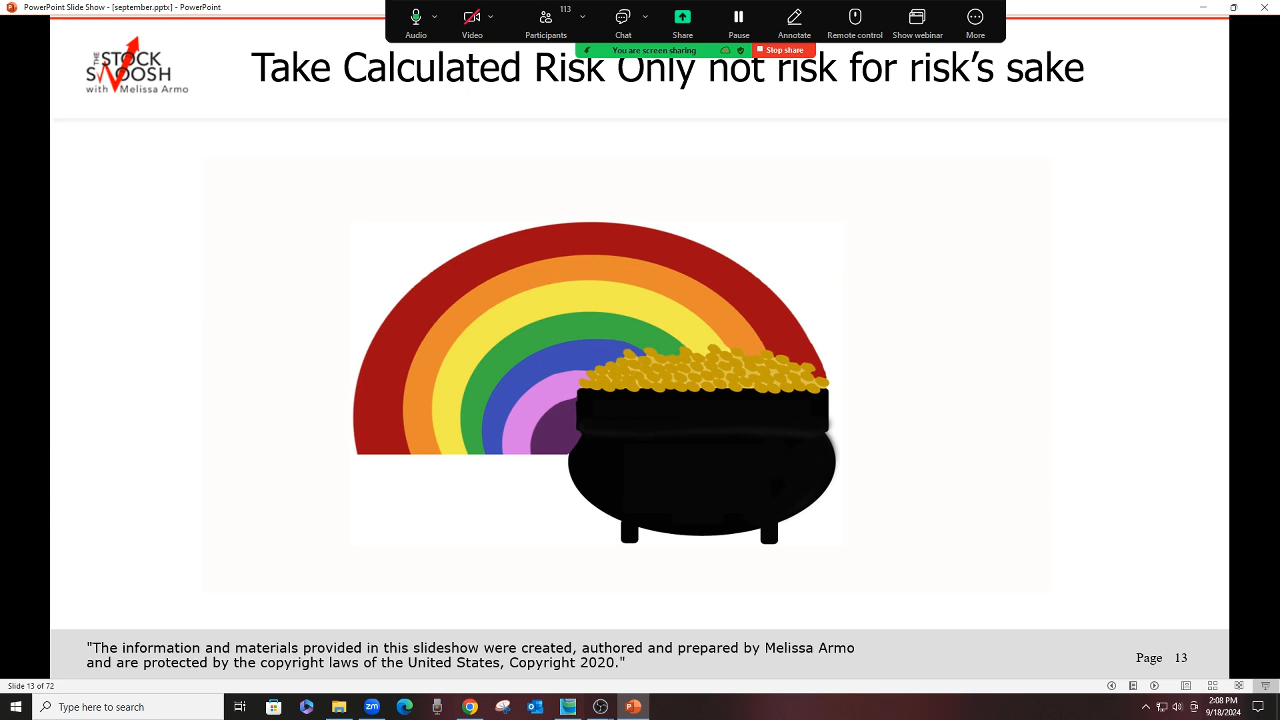 PowerPoint Slide Show - [september.pptx] - PowerPoint
113
Audio
Video
Participants
Chat
Share
Pause
Annotate
Remote control
Show webinar
More
You are screen sharing
Stop share
THE STOCK
SWOOSH
with Melissa Armo
Take Calculated Risk Only not risk for risk's sake
"The information and materials provided in this slideshow were created, authored and prepared by Melissa Armo
and are protected by the copyright laws of the United States, Copyright 2020."
Page 13
Slide 13 of 72
Type here to search
2:08 PM
9/18/2024